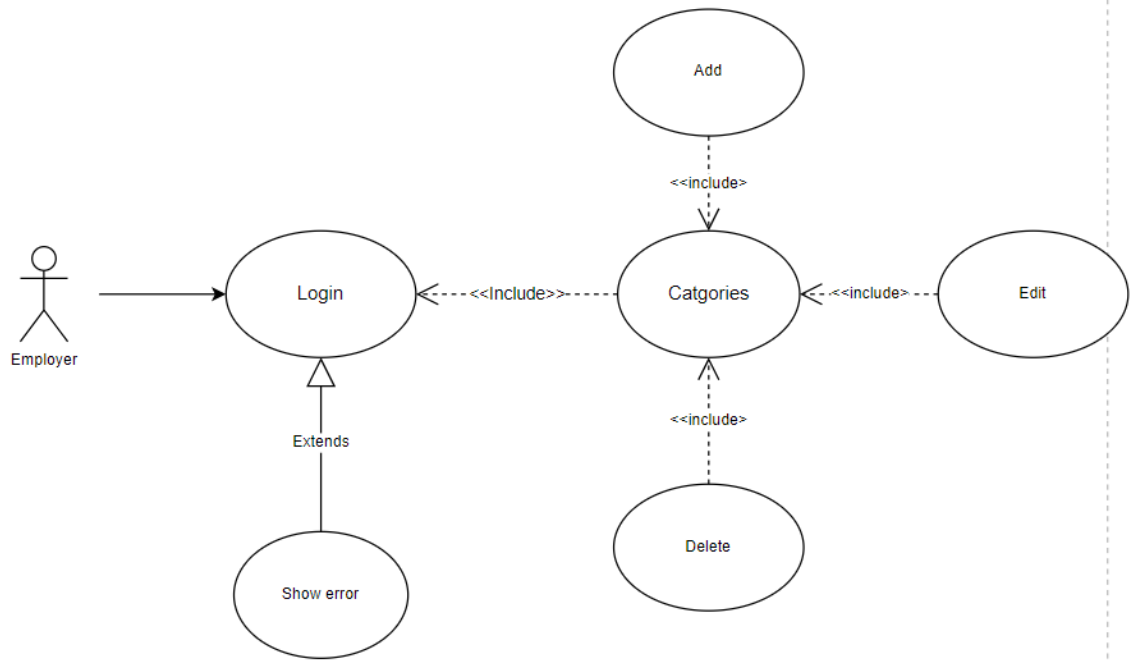 Add
<<include>
Login
<<Include>>
Catgories
<<include>
Edit
Employer
<<include>
Extends
Delete
Show error